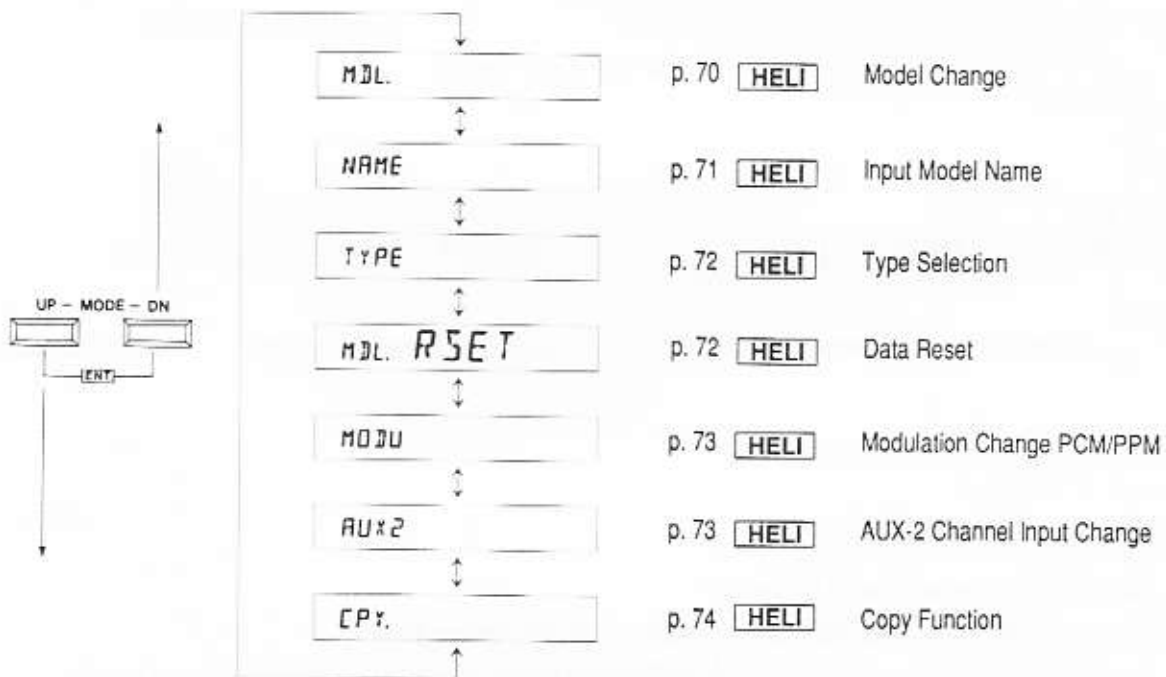 MDL. p. 70 HELI Model Change
NAME p. 71 HELI Input Model Name
TYPE p. 72 HELI Type Selection
UP – MODE – DN
ENT
MDL. RSET p. 72 HELI Data Reset
MODU p. 73 HELI Modulation Change PCM/PPM
AUX2 p. 73 HELI AUX-2 Channel Input Change
CPY. p. 74 HELI Copy Function